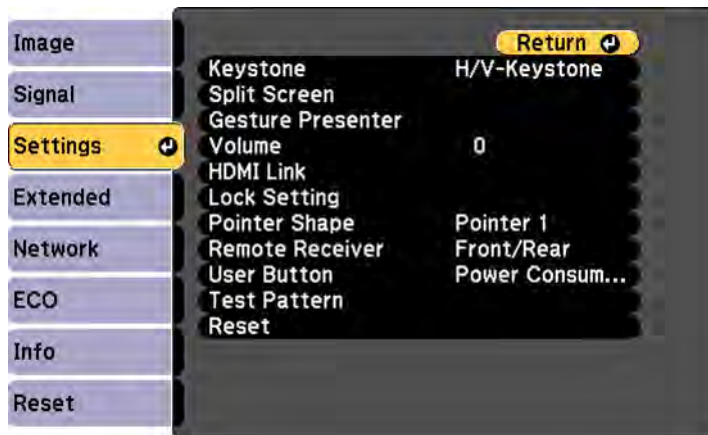 Image
Signal
Settings
Extended
Network
ECO
Info
Reset
Return
Keystone H/V-Keystone
Split Screen
Gesture Presenter
Volume 0
HDMI Link
Lock Setting
Pointer Shape Pointer 1
Remote Receiver Front/Rear
User Button Power Consum...
Test Pattern
Reset